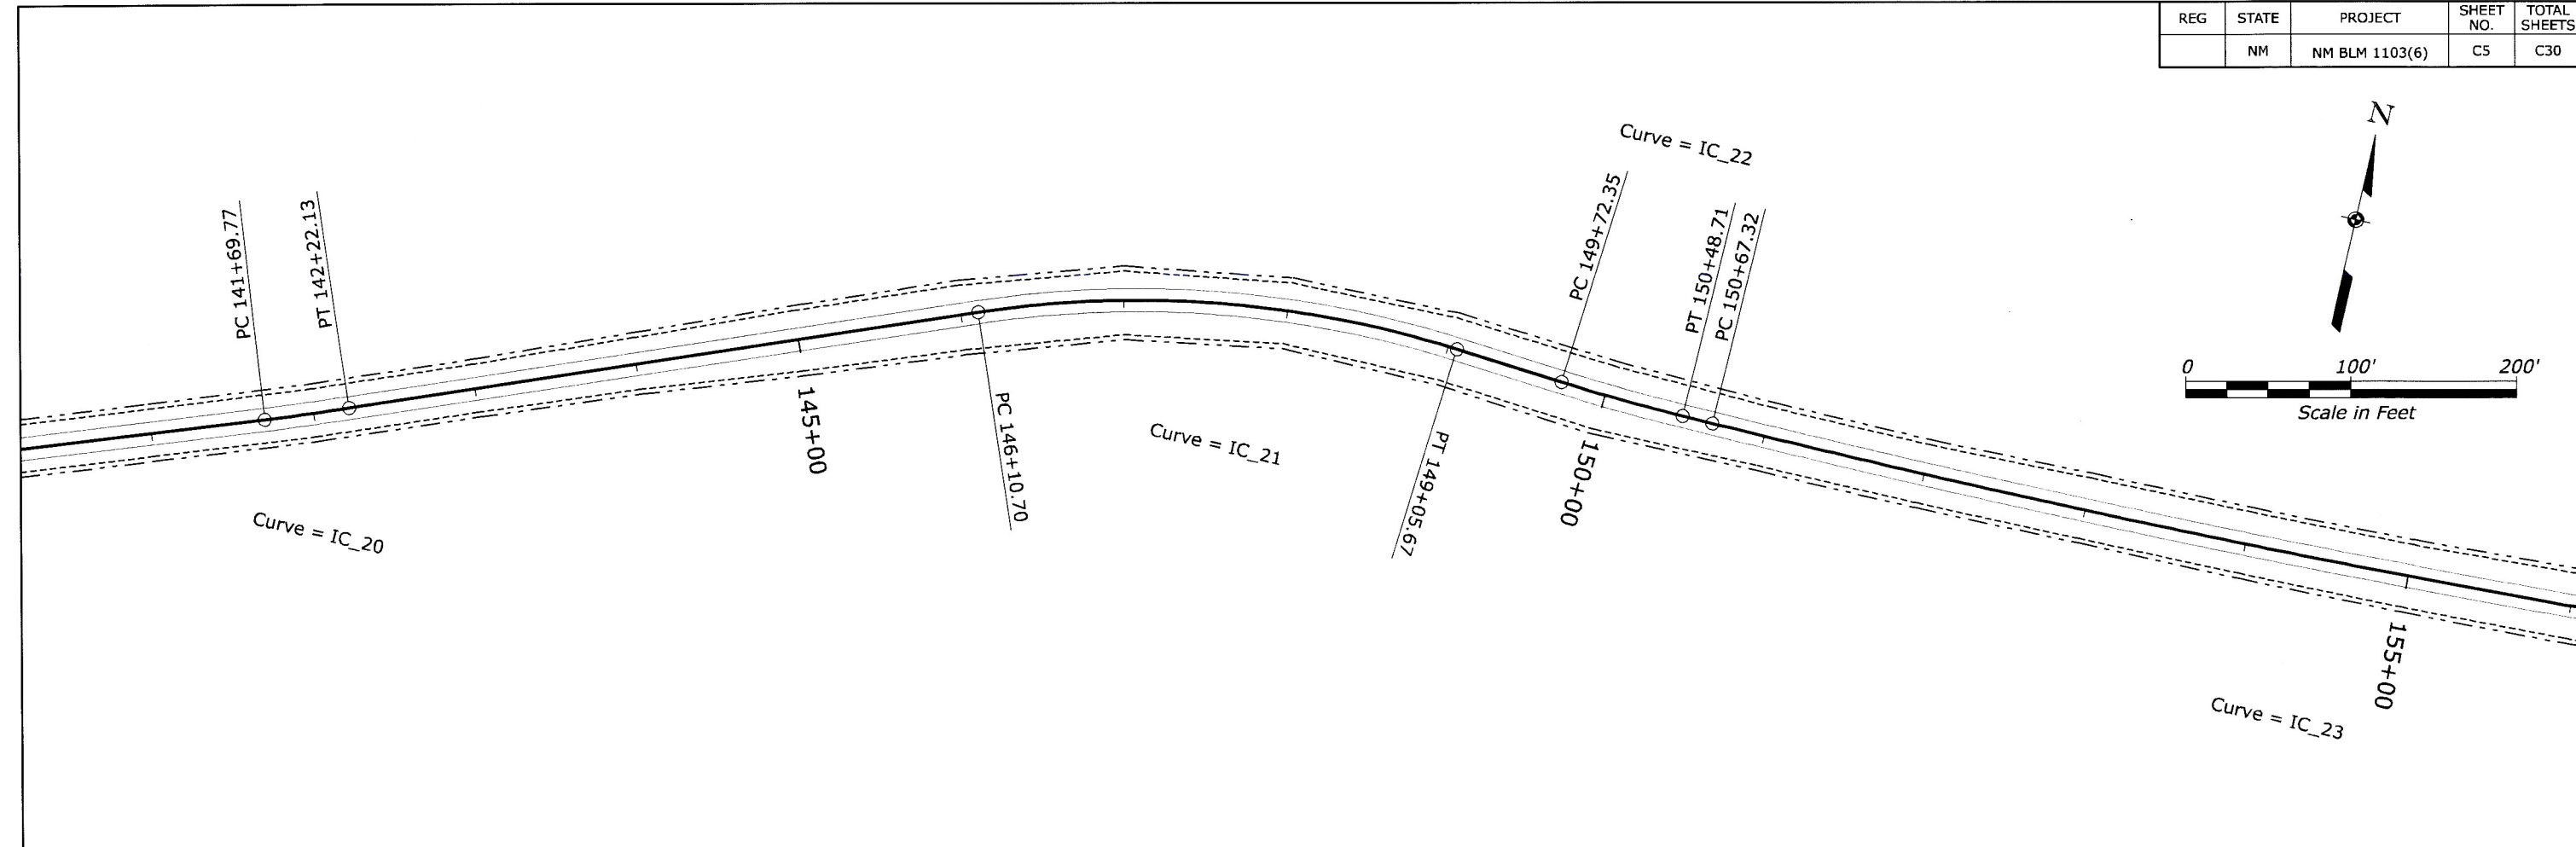 REG STATE PROJECT SHEET NO. TOTAL SHEETS
NM NM BLM 1103(6) C5 C30
N
Curve = IC_22
PC 141+69.77
PT 142+22.13
PC 149+72.35
PT 150+48.71
PC 150+67.32
0 100' 200'
Scale in Feet
145+00
PC 146+10.70
Curve = IC_21
PT 149+05.67
150+00
Curve = IC_20
155+00
Curve = IC_23